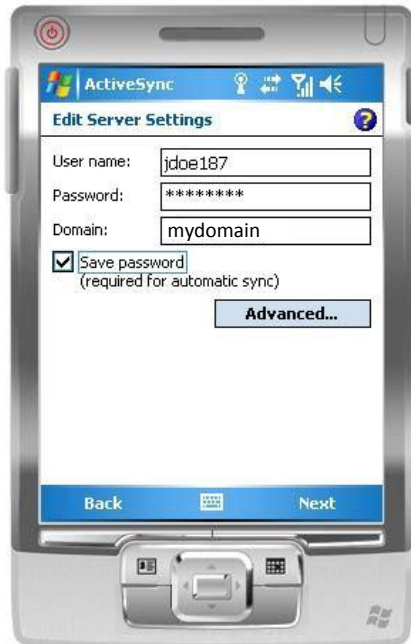 ActiveSync
Edit Server Settings
User name: jdoe187
Password: ********
Domain: mydomain
Save password
(required for automatic sync)
Advanced...
Back Next